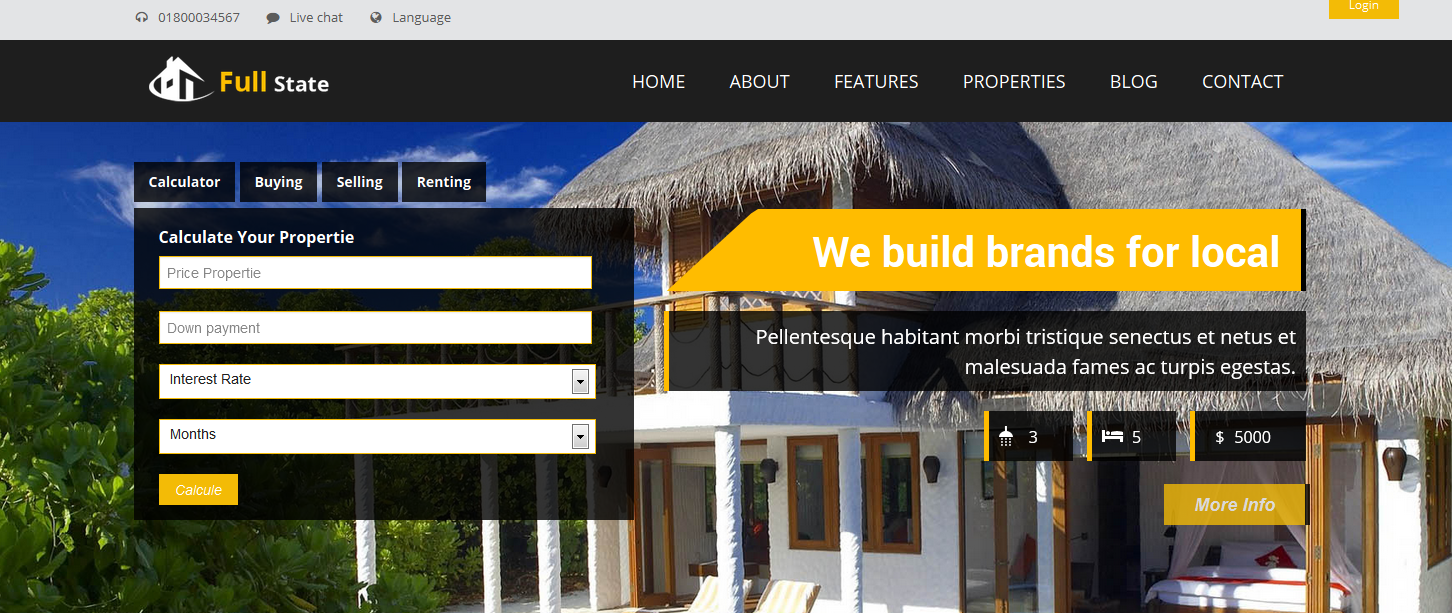 01800034567 Live chat Language Login
Full State HOME ABOUT FEATURES PROPERTIES BLOG CONTACT
Calculator Buying Selling Renting
Calculate Your Propertie
Price Propertie
Down payment
Interest Rate
Months
Calcule
We build brands for local
Pellentesque habitant morbi tristique senectus et netus et
malesuada fames ac turpis egestas.
3 5 $ 5000
More Info